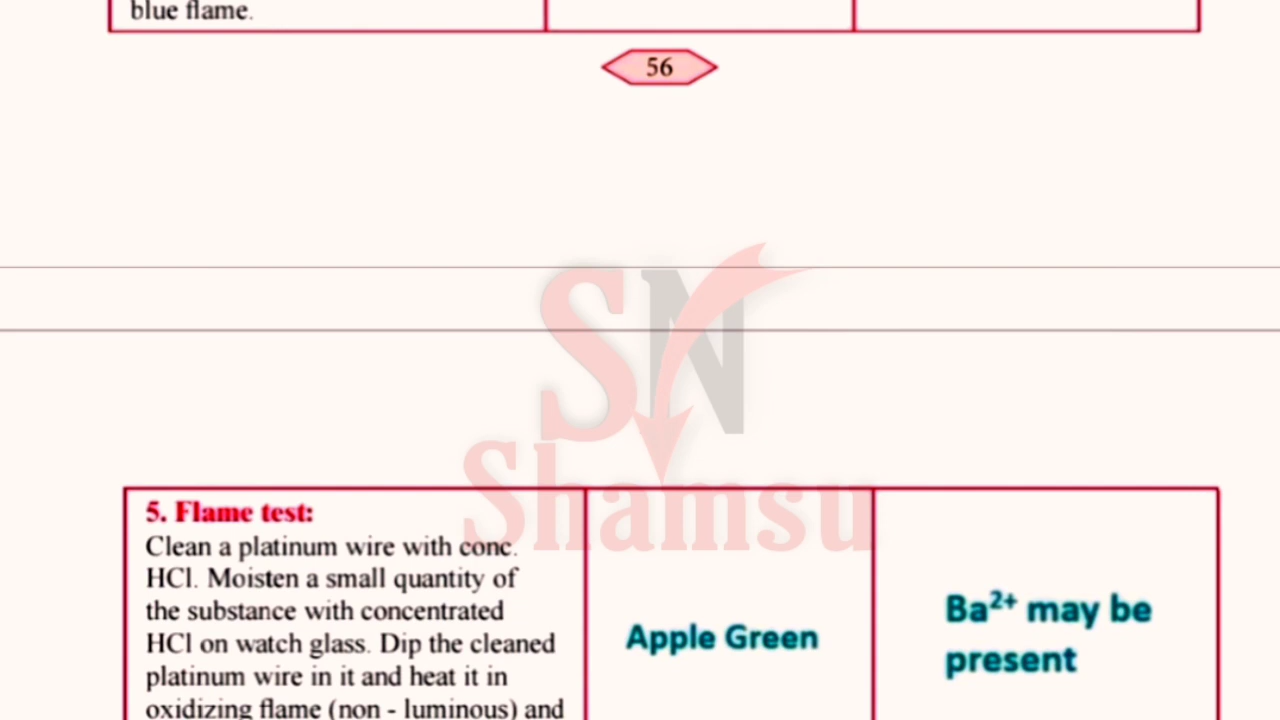 blue flame.
56
SN
Shamsu
5. Flame test:
Clean a platinum wire with conc.
HCl. Moisten a small quantity of
the substance with concentrated
HCl on watch glass. Dip the cleaned
platinum wire in it and heat it in
oxidizing flame (non - luminous) and
Apple Green
Ba²⁺ may be
present